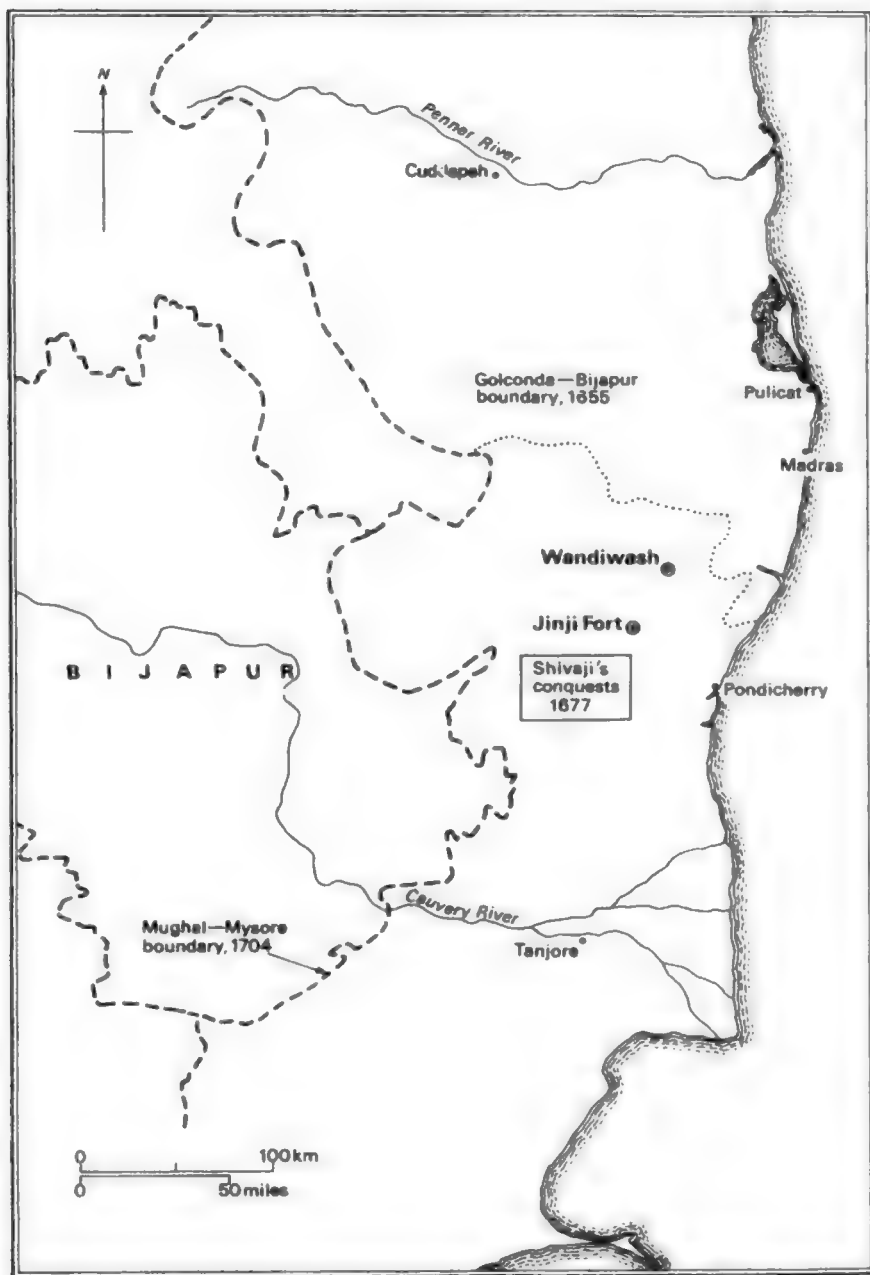 N
Penner River
Cuddapah
Golconda—Bijapur
boundary, 1655
Pulicat
Madras
Wandiwash
Jinji Fort
BIJAPUR
Shivaji's
conquests
1677
Pondicherry
Cauvery River
Mughal—Mysore
boundary, 1704
Tanjore
0 100 km
0 50 miles